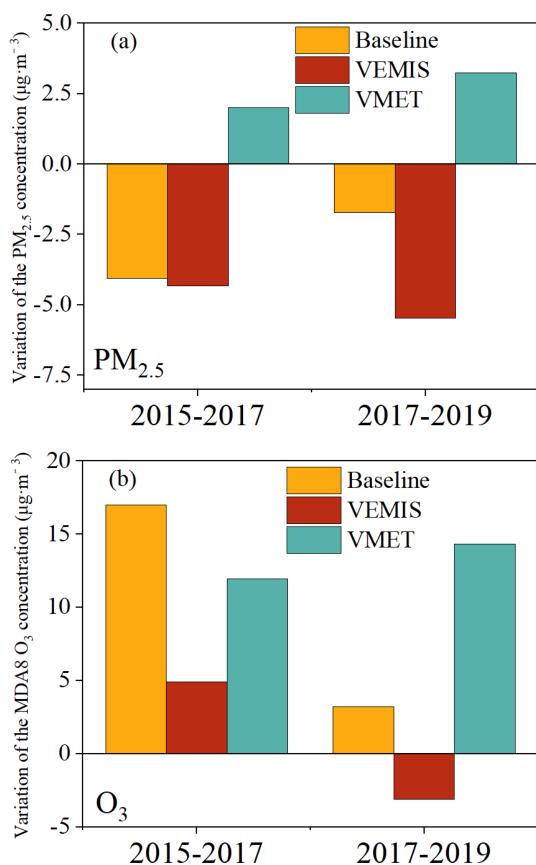 Variation of the PM2.5 concentration (μg·m⁻³)
(a)
Baseline
VEMIS
VMET
5.0
2.5
0.0
-2.5
-5.0
-7.5
PM2.5
2015-2017 2017-2019
Variation of the MDA8 O3 concentration (μg·m⁻³)
(b)
Baseline
VEMIS
VMET
20
15
10
5
0
-5
O3
2015-2017 2017-2019